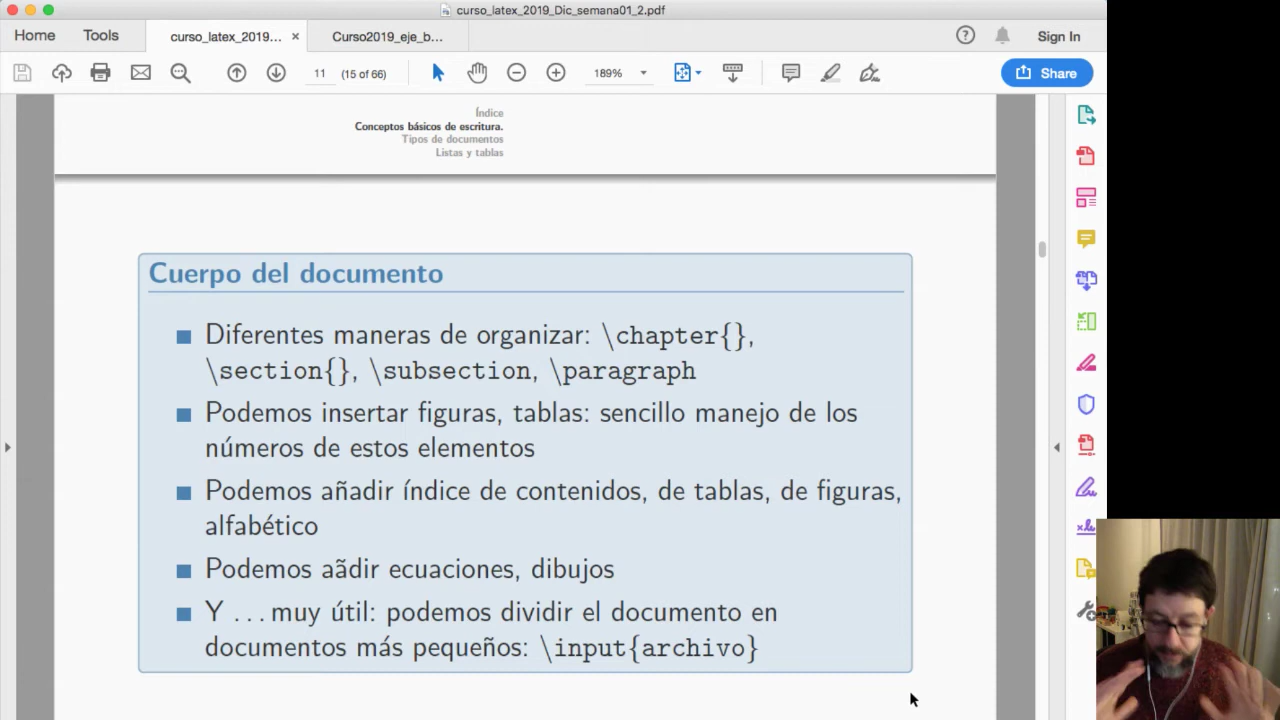 curso_latex_2019_Dic_semana01_2.pdf
Home
Tools
curso_latex_2019...
Curso2019_eje_b...
Sign In
11
(15 of 66)
189%
Share
Índice
Conceptos básicos de escritura.
Tipos de documentos
Listas y tablas
Cuerpo del documento
Diferentes maneras de organizar: \chapter{},
\section{}, \subsection, \paragraph
Podemos insertar figuras, tablas: sencillo manejo de los
números de estos elementos
Podemos añadir índice de contenidos, de tablas, de figuras,
alfabético
Podemos aãdir ecuaciones, dibujos
Y ...muy útil: podemos dividir el documento en
documentos más pequeños: \input{archivo}